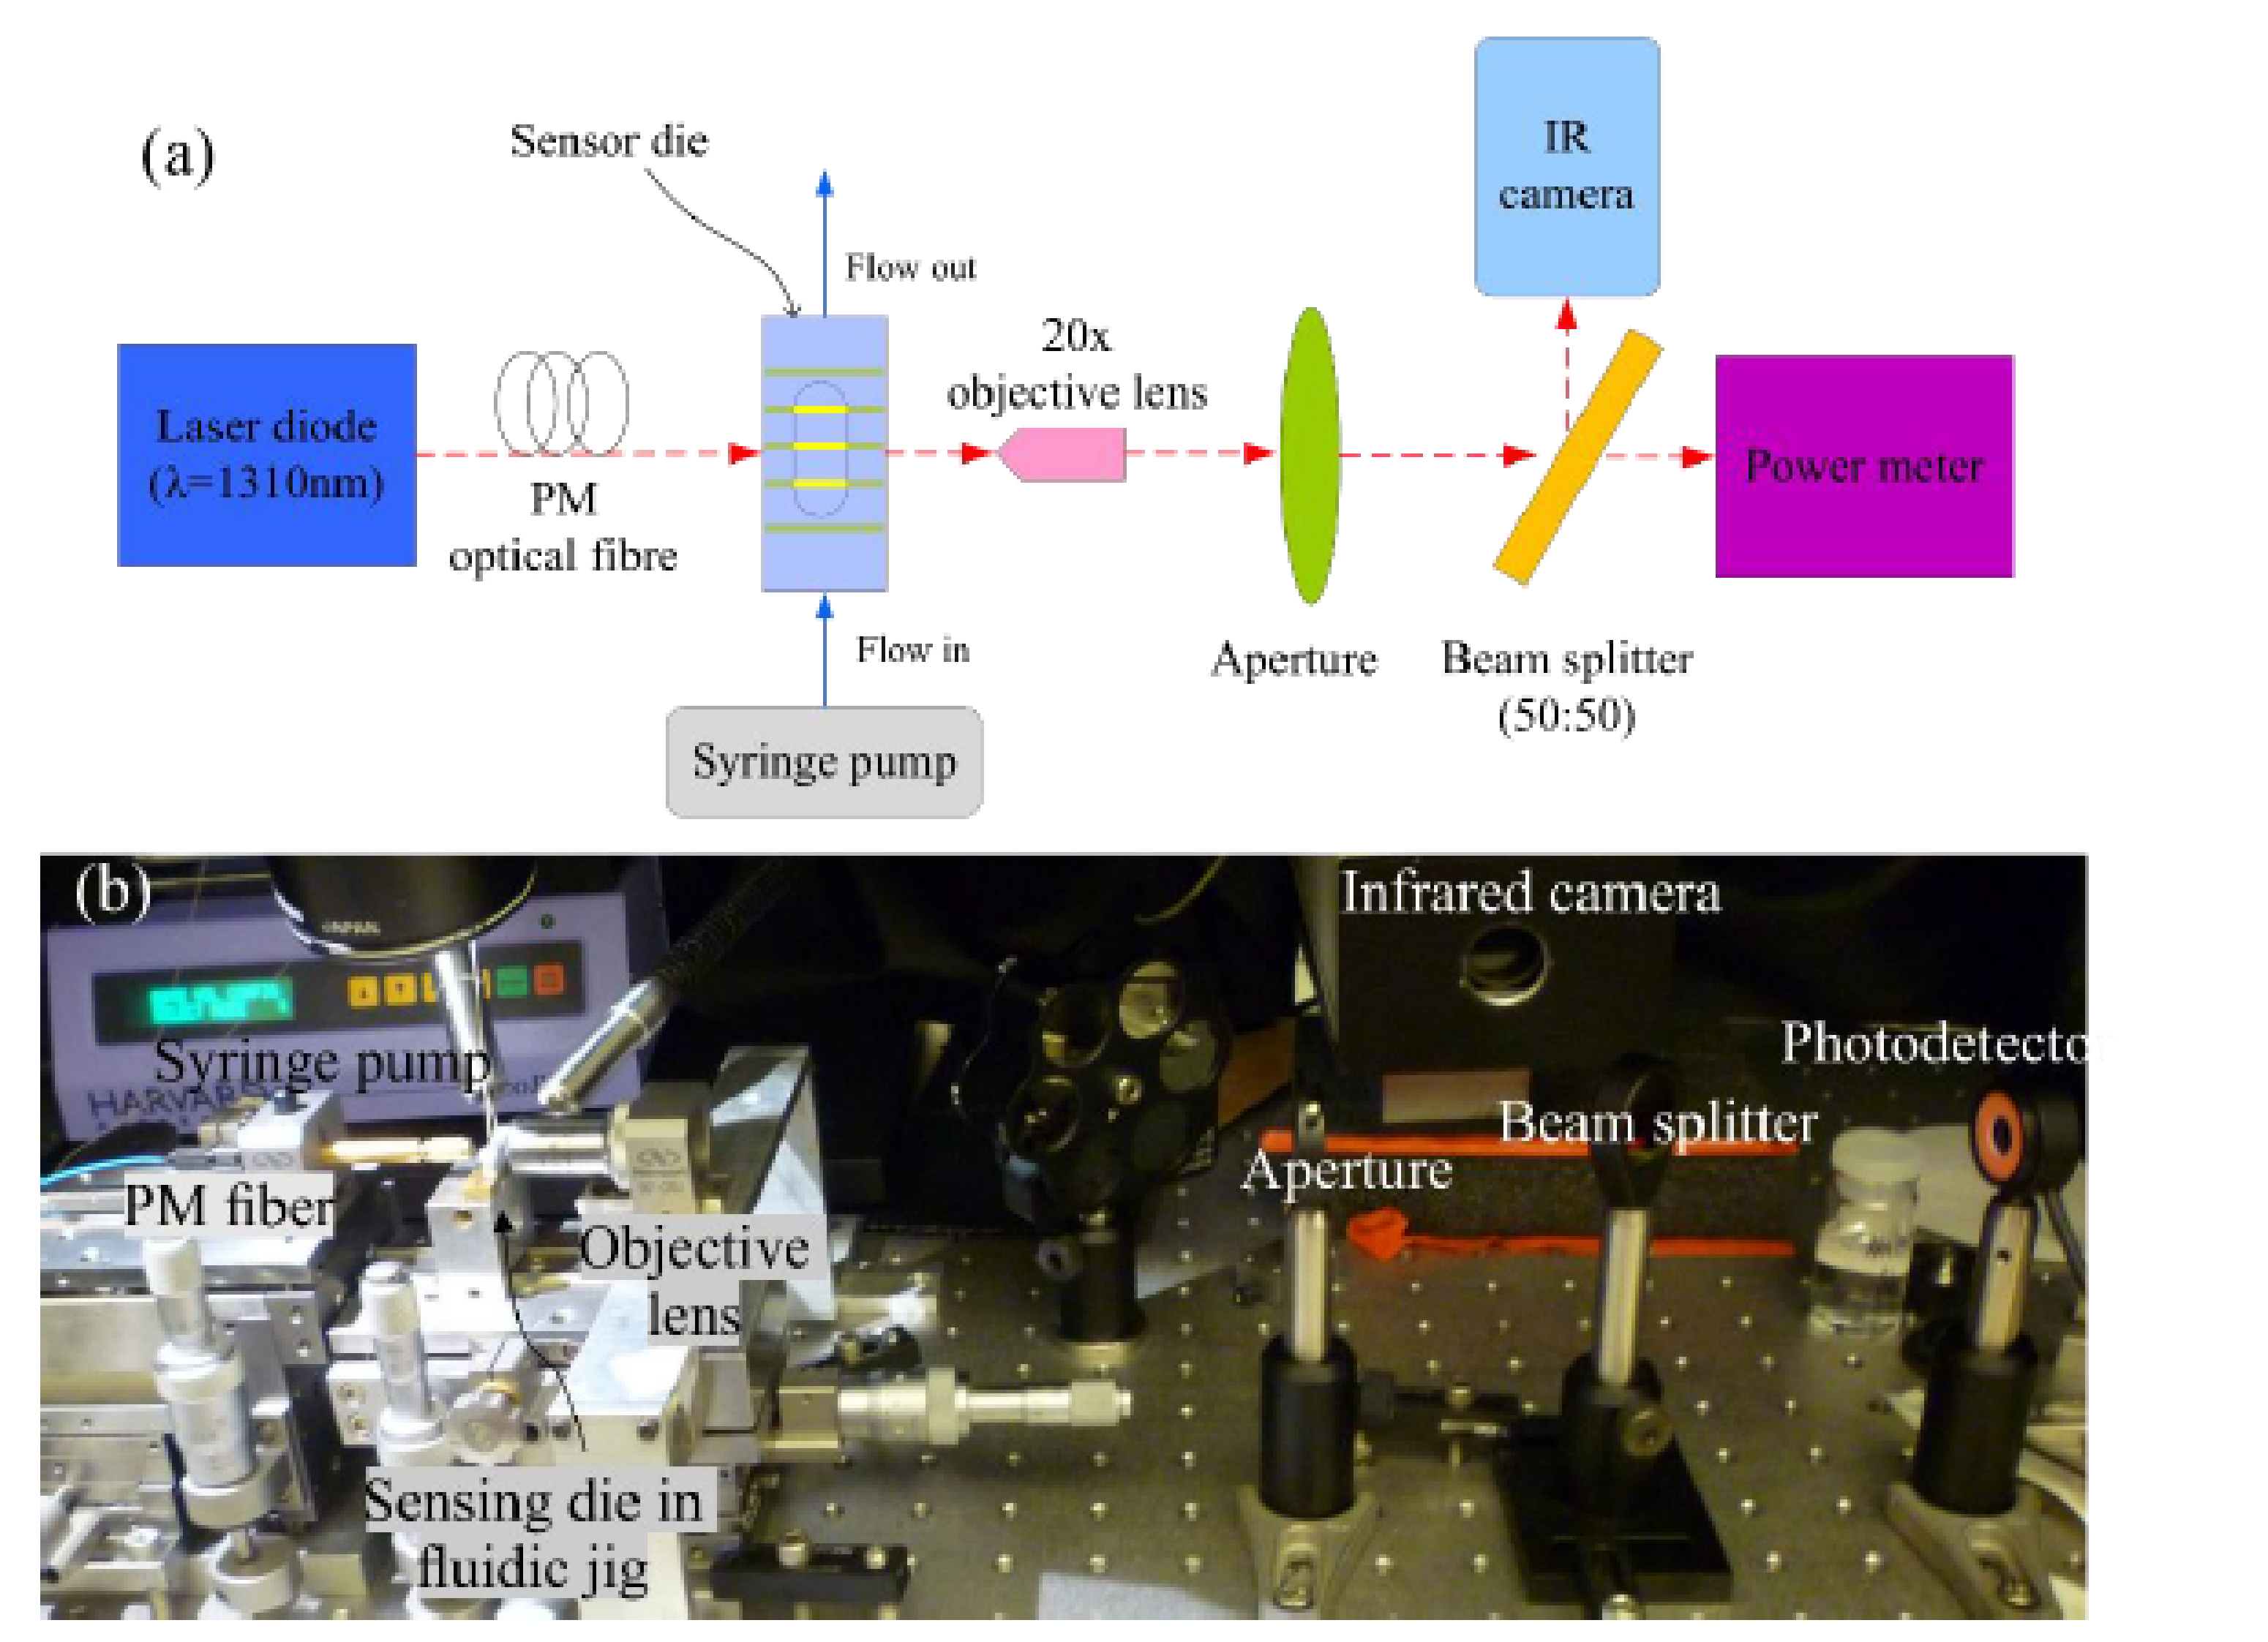 (a)
Sensor die
Flow out
IR
camera
20x
objective lens
Laser diode
(λ=1310nm)
PM
optical fibre
Power meter
Flow in
Aperture
Beam splitter
(50:50)
Syringe pump
(b)
Infrared camera
JAPAN
Photodetecto
Syringe pump
HARVARD
Beam splitter
Aperture
PM fiber
Objective
lens
Sensing die in
fluidic jig